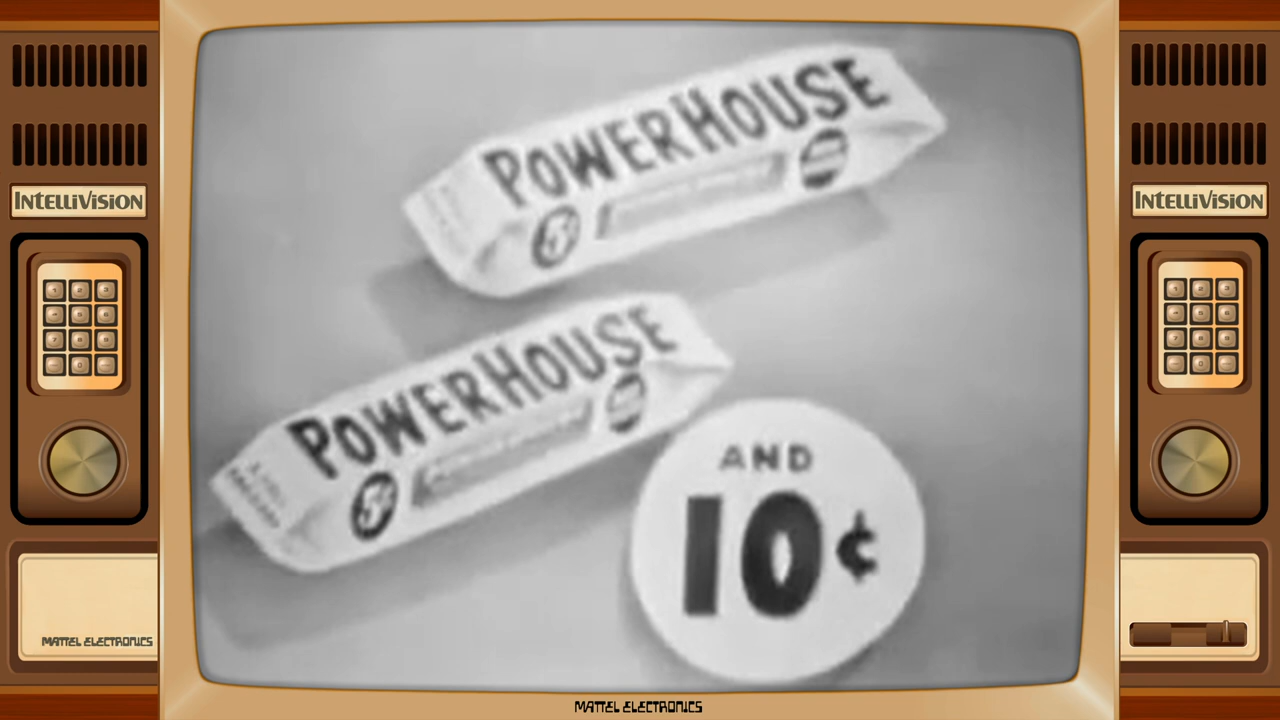 INTELLIVISION
MATTEL ELECTRONICS
POWERHOUSE
5¢
POWERHOUSE
5¢
AND
10¢
MATTEL ELECTRONICS
INTELLIVISION